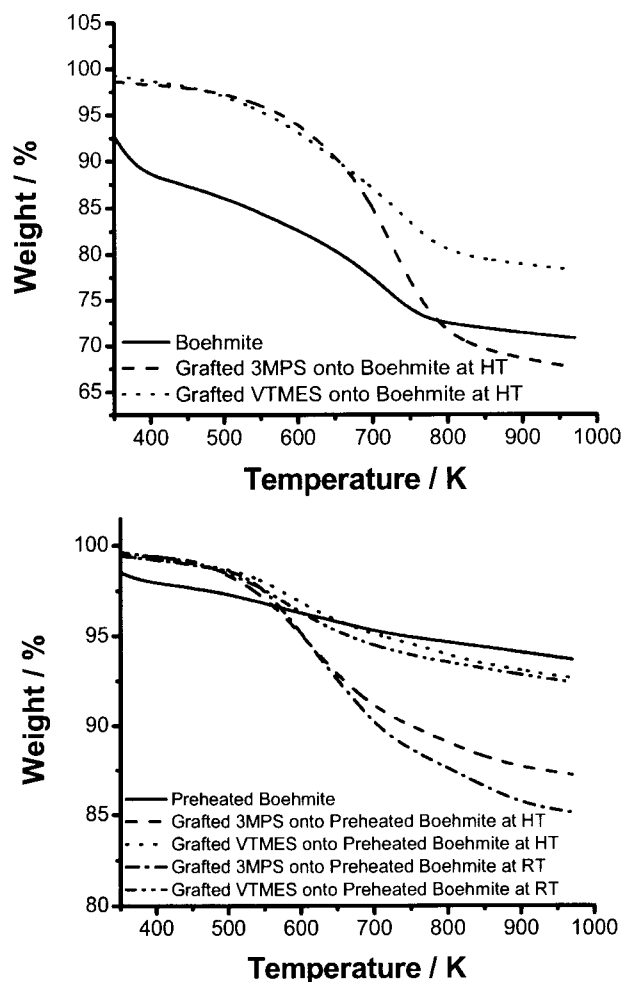 105
100
95
90
85
80
75
70
65
Weight / %
Boehmite
Grafted 3MPS onto Boehmite at HT
Grafted VTMES onto Boehmite at HT
400 500 600 700 800 900 1000
Temperature / K
100
95
90
85
80
Weight / %
Preheated Boehmite
Grafted 3MPS onto Preheated Boehmite at HT
Grafted VTMES onto Preheated Boehmite at HT
Grafted 3MPS onto Preheated Boehmite at RT
Grafted VTMES onto Preheated Boehmite at RT
400 500 600 700 800 900 1000
Temperature / K